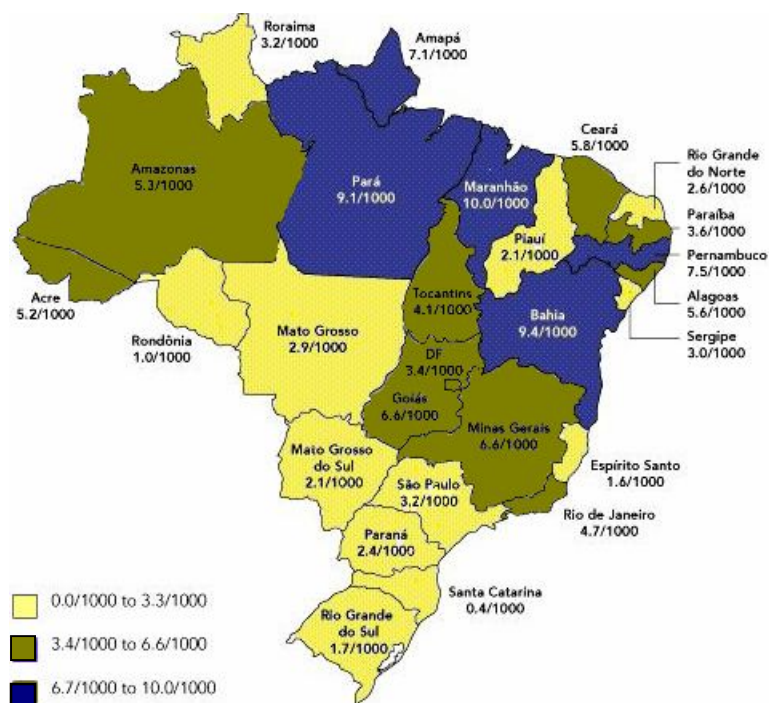 Roraima
3.2/1000
Amapá
7.1/1000
Ceará
5.8/1000
Rio Grande
do Norte
2.6/1000
Amazonas
5.3/1000
Pará
9.1/1000
Maranhão
10.0/1000
Paraíba
3.6/1000
Piauí
2.1/1000
Pernambuco
7.5/1000
Acre
5.2/1000
Tocantins
4.1/1000
Alagoas
5.6/1000
Rondônia
1.0/1000
Mato Grosso
2.9/1000
Bahia
9.4/1000
Sergipe
3.0/1000
DF
3.4/1000
Goiás
6.6/1000
Minas Gerais
6.6/1000
Mato Grosso
do Sul
2.1/1000
São Paulo
3.2/1000
Espírito Santo
1.6/1000
Rio de Janeiro
4.7/1000
Paraná
2.4/1000
Santa Catarina
0.4/1000
Rio Grande
do Sul
1.7/1000
0.0/1000 to 3.3/1000
3.4/1000 to 6.6/1000
6.7/1000 to 10.0/1000